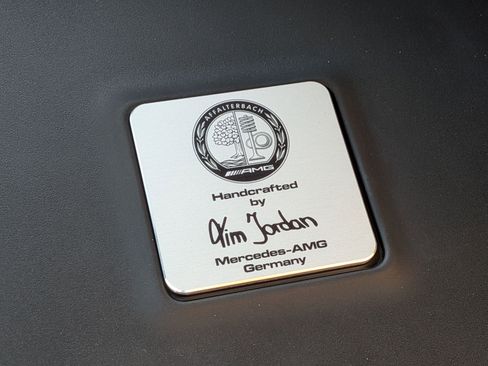 AFFALTERBACH
AMG
Handcrafted
by
Kim Jordan
Mercedes-AMG
Germany